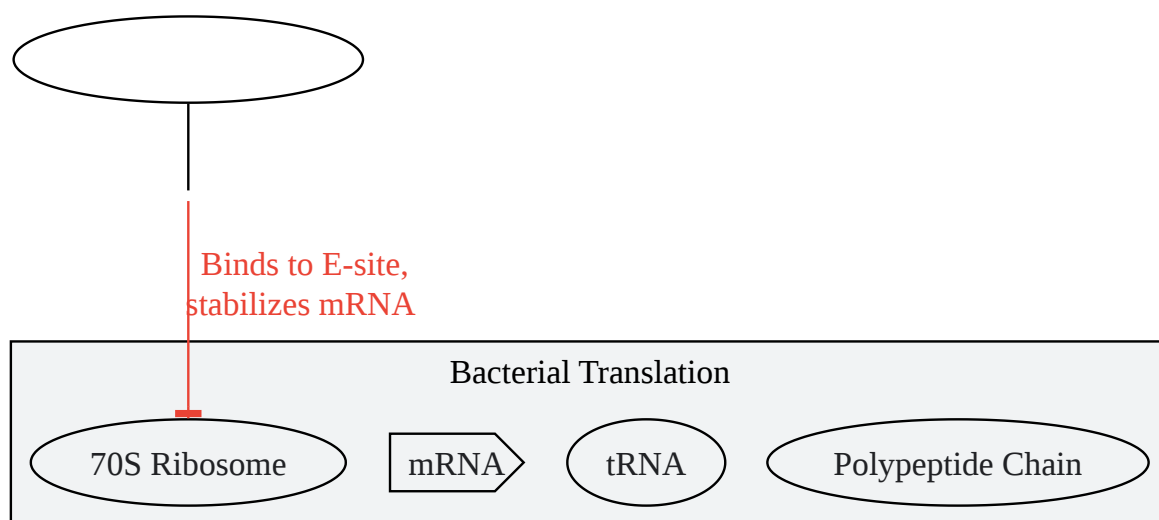 Binds to E-site,
stabilizes mRNA
Bacterial Translation
70S Ribosome
mRNA
tRNA
Polypeptide Chain